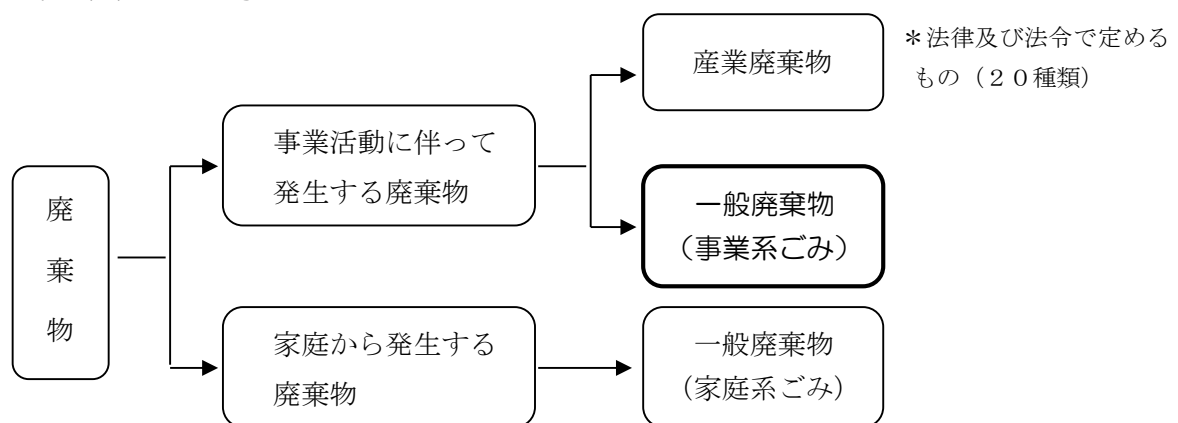 産業廃棄物
＊法律及び法令で定める
もの（２０種類）
事業活動に伴って
発生する廃棄物
廃
棄
物
一般廃棄物
（事業系ごみ）
家庭から発生する
廃棄物
一般廃棄物
（家庭系ごみ）